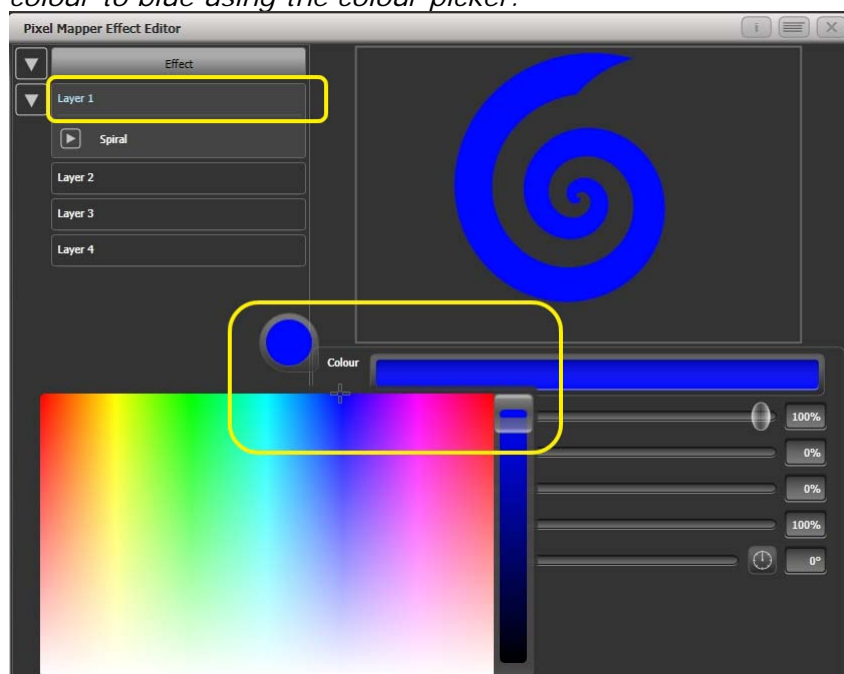 colour to blue using the colour picker.
Pixel Mapper Effect Editor
i
Effect
Layer 1
Spiral
Layer 2
Layer 3
Layer 4
Colour
100%
0%
0%
100%
0°